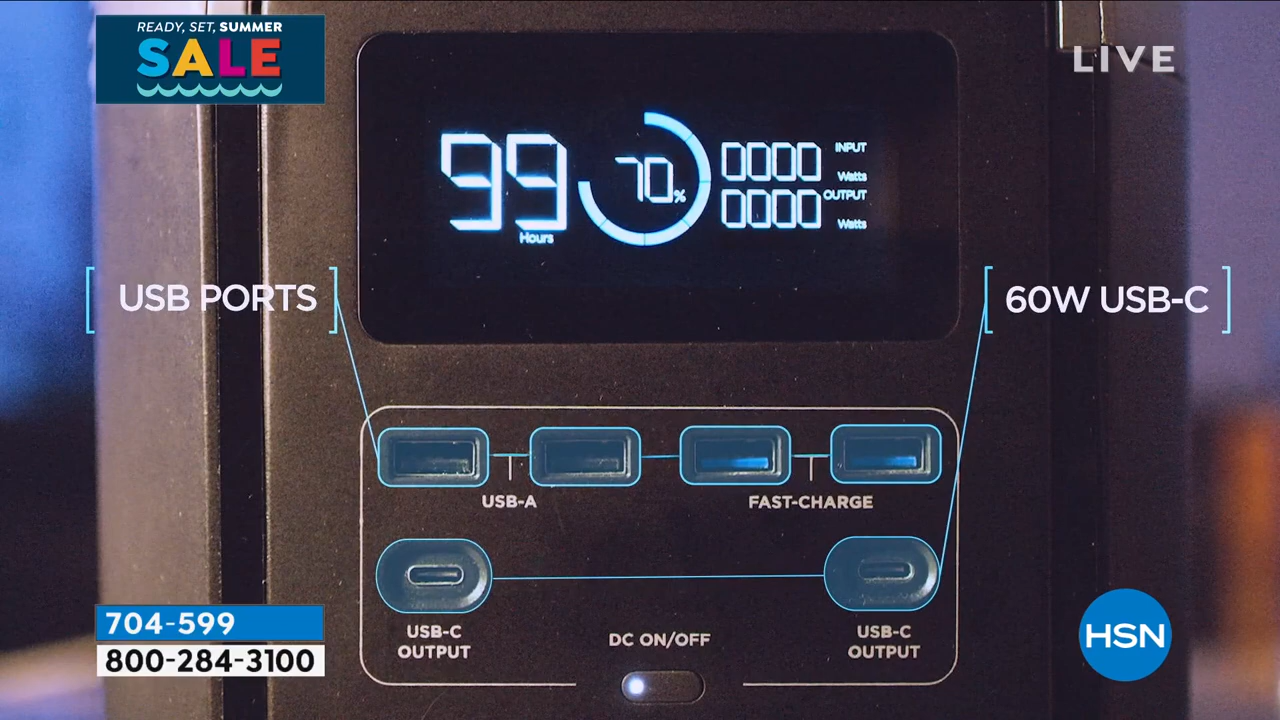 READY, SET, SUMMER
SALE
LIVE
99
Hours
70%
0000
INPUT
Watts
0000
OUTPUT
Watts
USB PORTS
60W USB-C
USB-A
FAST-CHARGE
USB-C
OUTPUT
DC ON/OFF
USB-C
OUTPUT
704-599
800-284-3100
HSN